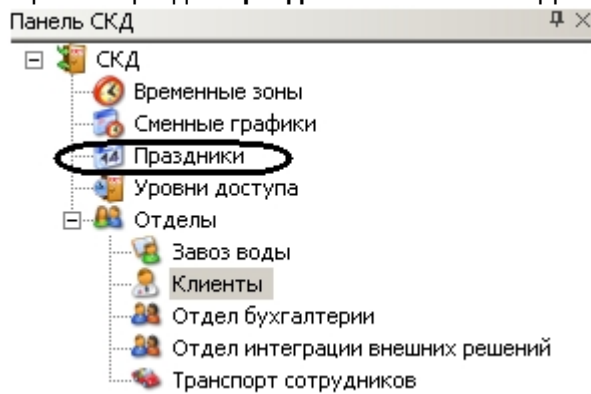 Панель СКД
СКД
Временные зоны
Сменные графики
Праздники
Уровни доступа
Отделы
Завоз воды
Клиенты
Отдел бухгалтерии
Отдел интеграции внешних решений
Транспорт сотрудников